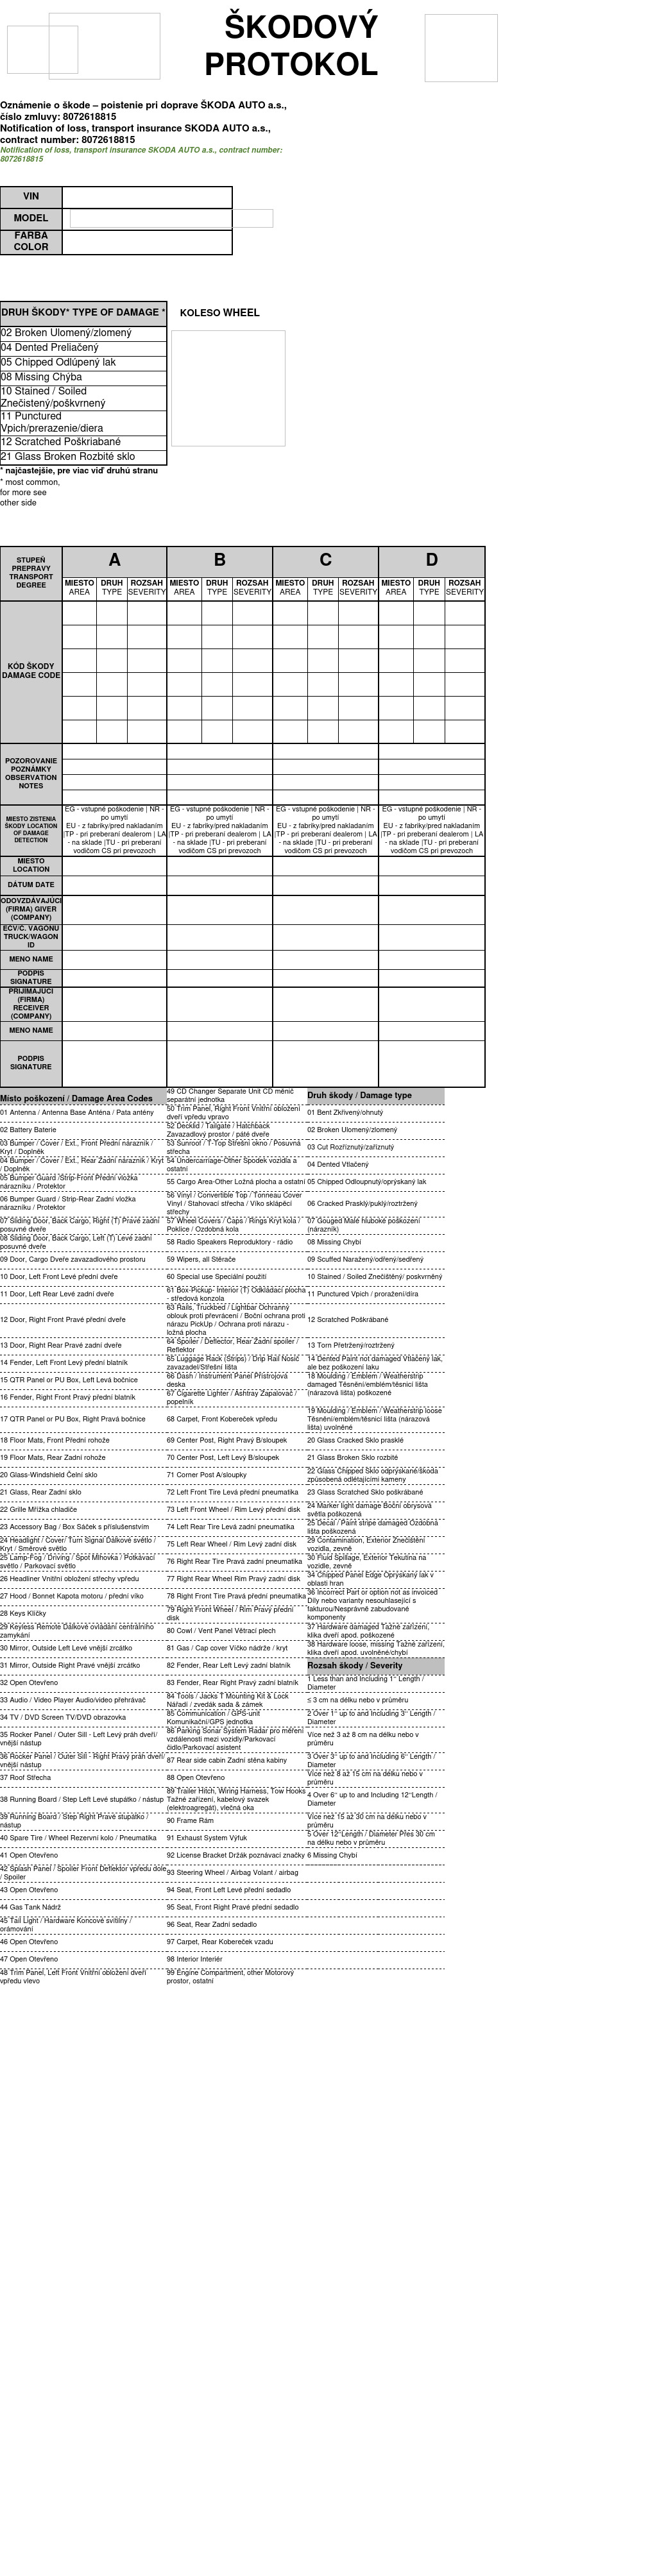 ŠKODOVÝ
PROTOKOL
Oznámenie o škode – poistenie pri doprave ŠKODA AUTO a.s.,
číslo zmluvy: 8072618815
Notification of loss, transport insurance SKODA AUTO a.s.,
contract number: 8072618815
Notification of loss, transport insurance SKODA AUTO a.s., contract number:
8072618815
VIN
MODEL
FARBA
COLOR
DRUH ŠKODY* TYPE OF DAMAGE *
KOLESO WHEEL
02 Broken Ulomený/zlomený
04 Dented Preliačený
05 Chipped Odlúpený lak
08 Missing Chýba
10 Stained / Soiled
Znečistený/poškvrnený
11 Punctured
Vpich/prerazenie/diera
12 Scratched Poškriabané
21 Glass Broken Rozbité sklo
* najčastejšie, pre viac viď druhú stranu
* most common,
for more see
other side
STUPEŇ
PREPRAVY
TRANSPORT
DEGREE
A B C D
MIESTO DRUH ROZSAH MIESTO DRUH ROZSAH MIESTO DRUH ROZSAH MIESTO DRUH ROZSAH
AREA TYPE SEVERITY AREA TYPE SEVERITY AREA TYPE SEVERITY AREA TYPE SEVERITY
KÓD ŠKODY
DAMAGE CODE
POZOROVANIE
POZNÁMKY
OBSERVATION
NOTES
MIESTO ZISTENIA
ŠKODY LOCATION
OF DAMAGE
DETECTION
EG - vstupné poškodenie | NR -
po umytí
EU - z fabriky/pred nakladaním
|TP - pri preberaní dealerom | LA
- na sklade |TU - pri preberaní
vodičom CS pri prevozoch
EG - vstupné poškodenie | NR -
po umytí
EU - z fabriky/pred nakladaním
|TP - pri preberaní dealerom | LA
- na sklade |TU - pri preberaní
vodičom CS pri prevozoch
EG - vstupné poškodenie | NR -
po umytí
EU - z fabriky/pred nakladaním
|TP - pri preberaní dealerom | LA
- na sklade |TU - pri preberaní
vodičom CS pri prevozoch
EG - vstupné poškodenie | NR -
po umytí
EU - z fabriky/pred nakladaním
|TP - pri preberaní dealerom | LA
- na sklade |TU - pri preberaní
vodičom CS pri prevozoch
MIESTO
LOCATION
DÁTUM DATE
ODOVZDÁVAJÚCI
(FIRMA) GIVER
(COMPANY)
EČV/Č. VAGÓNU
TRUCK/WAGON
ID
MENO NAME
PODPIS
SIGNATURE
PRIJÍMAJÚCI
(FIRMA)
RECEIVER
(COMPANY)
MENO NAME
PODPIS
SIGNATURE
Místo poškození / Damage Area Codes
01 Antenna / Antenna Base Anténa / Paťa antény
02 Battery Baterie
03 Bumper / Cover / Ext., Front Přední nárazník /
Kryt / Doplněk
04 Bumper / Cover / Ext., Rear Zadní nárazník / Kryt
/ Doplněk
05 Bumper Guard /Strip-Front Přední vložka
nárazníku / Protektor
06 Bumper Guard / Strip-Rear Zadní vložka
nárazníku / Protektor
07 Sliding Door, Back Cargo, Right (T) Pravé zadní
posuvné dveře
08 Sliding Door, Back Cargo, Left (T) Levé zadní
posuvné dveře
09 Door, Cargo Dveře zavazadlového prostoru
10 Door, Left Front Levé přední dveře
11 Door, Left Rear Levé zadní dveře
12 Door, Right Front Pravé přední dveře
13 Door, Right Rear Pravé zadní dveře
14 Fender, Left Front Levý přední blatník
15 QTR Panel or PU Box, Left Levá bočnice
16 Fender, Right Front Pravý přední blatník
17 QTR Panel or PU Box, Right Pravá bočnice
18 Floor Mats, Front Přední rohože
19 Floor Mats, Rear Zadní rohože
20 Glass-Windshield Čelní sklo
21 Glass, Rear Zadní sklo
22 Grille Mřížka chladiče
23 Accessory Bag / Box Sáček s příslušenstvím
24 Headlight / Cover/ Turn Signal Dálkové světlo /
Kryt / Směrové světlo
25 Lamp-Fog / Driving / Spot Mlhovka / Potkávací
světlo / Parkovací světlo
26 Headliner Vnitřní obložení střechy vpředu
27 Hood / Bonnet Kapota motoru / přední víko
28 Keys Klíčky
29 Keyless Remote Dálkové ovládání centrálního
zamykání
30 Mirror, Outside Left Levé vnější zrcátko
31 Mirror, Outside Right Pravé vnější zrcátko
32 Open Otevřeno
33 Audio / Video Player Audio/video přehrávač
34 TV / DVD Screen TV/DVD obrazovka
35 Rocker Panel / Outer Sill - Left Levý práh dveří/
vnější nástup
36 Rocker Panel / Outer Sill - Right Pravý práh dveří/
vnější nástup
37 Roof Střecha
38 Running Board / Step Left Levé stupátko / nástup
39 Running Board / Step Right Pravé stupátko /
nástup
40 Spare Tire / Wheel Rezervní kolo / Pneumatika
41 Open Otevřeno
42 Splash Panel / Spoiler Front Deflektor vpředu dole
/ Spoiler
43 Open Otevřeno
44 Gas Tank Nádrž
45 Tail Light / Hardware Koncové svítilny /
orámování
46 Open Otevřeno
47 Open Otevřeno
48 Trim Panel, Left Front Vnitřní obložení dveří
vpředu vlevo
49 CD Changer Separate Unit CD měnič
separátní jednotka
50 Trim Panel, Right Front Vnitřní obložení
dveří vpředu vpravo
52 Decklid / Tailgate / Hatchback
Zavazadlový prostor / páté dveře
53 Sunroof / T-Top Střešní okno / Posuvná
střecha
54 Undercarriage-Other Spodek vozidla a
ostatní
55 Cargo Area-Other Ložná plocha a ostatní
56 Vinyl / Convertible Top / Tonneau Cover
Vinyl / Stahovací střecha / Víko sklápěcí
střechy
57 Wheel Covers / Caps / Rings Kryt kola /
Poklice / Ozdobná kola
58 Radio Speakers Reproduktory - rádio
59 Wipers, all Stěrače
60 Special use Speciální použití
61 Box-Pickup- Interior (T) Odkládací plocha
- středová konzola
63 Rails, Truckbed / Lightbar Ochranný
oblouk proti převrácení / Boční ochrana proti
nárazu PickUp / Ochrana proti nárazu -
ložná plocha
64 Spoiler / Deflector, Rear Zadní spoiler /
Reflektor
65 Luggage Rack (Strips) / Drip Rail Nosič
zavazadel/Střešní lišta
66 Dash / Instrument Panel Přístrojová
deska
67 Cigarette Lighter / Ashtray Zapalovač /
popelník
68 Carpet, Front Kobereček vpředu
69 Center Post, Right Pravý B/sloupek
70 Center Post, Left Levý B/sloupek
71 Corner Post A/sloupky
72 Left Front Tire Levá přední pneumatika
73 Left Front Wheel / Rim Levý přední disk
74 Left Rear Tire Levá zadní pneumatika
75 Left Rear Wheel / Rim Levý zadní disk
76 Right Rear Tire Pravá zadní pneumatika
77 Right Rear Wheel Rim Pravý zadní disk
78 Right Front Tire Pravá přední pneumatika
79 Right Front Wheel / Rim Pravý přední
disk
80 Cowl / Vent Panel Větrací plech
81 Gas / Cap cover Víčko nádrže / kryt
82 Fender, Rear Left Levý zadní blatník
83 Fender, Rear Right Pravý zadní blatník
84 Tools / Jacks T Mounting Kit & Lock
Nářadí / zvedák sada & zámek
85 Communication / GPS-unit
Komunikační/GPS jednotka
86 Parking Sonar System Radar pro měření
vzdálenosti mezi vozidly/Parkovací
čidlo/Parkovací asistent
87 Rear side cabin Zadní stěna kabiny
88 Open Otevřeno
89 Trailer Hitch, Wiring Harness, Tow Hooks
Tažné zařízení, kabelový svazek
(elektroagregát), vlečná oka
90 Frame Rám
91 Exhaust System Výfuk
92 License Bracket Držák poznávací značky
93 Steering Wheel / Airbag Volant / airbag
94 Seat, Front Left Levé přední sedadlo
95 Seat, Front Right Pravé přední sedadlo
96 Seat, Rear Zadní sedadlo
97 Carpet, Rear Kobereček vzadu
98 Interior Interiér
99 Engine Compartment, other Motorový
prostor, ostatní
Druh škody / Damage type
01 Bent Zkřivený/ohnutý
02 Broken Ulomený/zlomený
03 Cut Rozříznutý/zaříznutý
04 Dented Vtlačený
05 Chipped Odloupnutý/oprýskaný lak
06 Cracked Prasklý/puklý/roztržený
07 Gouged Malé hluboké poškození
(nárazník)
08 Missing Chybí
09 Scuffed Naražený/odřený/sedřený
10 Stained / Soiled Znečištěný/ poskvrněný
11 Punctured Vpich / proražení/díra
12 Scratched Poškrábané
13 Torn Přetržený/roztržený
14 Dented Paint not damaged Vtlačený lak,
ale bez poškození laku
18 Moulding / Emblem / Weatherstrip
damaged Těsnění/emblém/těsnící lišta
(nárazová lišta) poškozené
19 Moulding / Emblem / Weatherstrip loose
Těsnění/emblém/těsnící lišta (nárazová
lišta) uvolněné
20 Glass Cracked Sklo prasklé
21 Glass Broken Sklo rozbité
22 Glass Chipped Sklo odprýskané/škoda
způsobená odlétajícími kameny
23 Glass Scratched Sklo poškrábané
24 Marker light damage Boční obrysová
světla poškozená
25 Decal / Paint stripe damaged Ozdobná
lišta poškozená
29 Contamination, Exterior Znečištění
vozidla, zevně
30 Fluid Spillage, Exterior Tekutina na
vozidle, zevně
34 Chipped Panel Edge Oprýskaný lak v
oblasti hran
36 Incorrect Part or option not as invoiced
Díly nebo varianty nesouhlasející s
fakturou/Nesprávně zabudované
komponenty
37 Hardware damaged Tažné zařízení,
klika dveří apod. poškozené
38 Hardware loose, missing Tažné zařízení,
klika dveří apod. uvolněné/chybí
Rozsah škody / Severity
1 Less than and Including 1" Length /
Diameter
≤ 3 cm na délku nebo v průměru
2 Over 1" up to and Including 3" Length /
Diameter
Více než 3 až 8 cm na délku nebo v
průměru
3 Over 3" up to and Including 6" Length /
Diameter
Více než 8 až 15 cm na délku nebo v
průměru
4 Over 6" up to and Including 12"Length /
Diameter
Více než 15 až 30 cm na délku nebo v
průměru
5 Over 12"Length / Diameter Přes 30 cm
na délku nebo v průměru
6 Missing Chybí